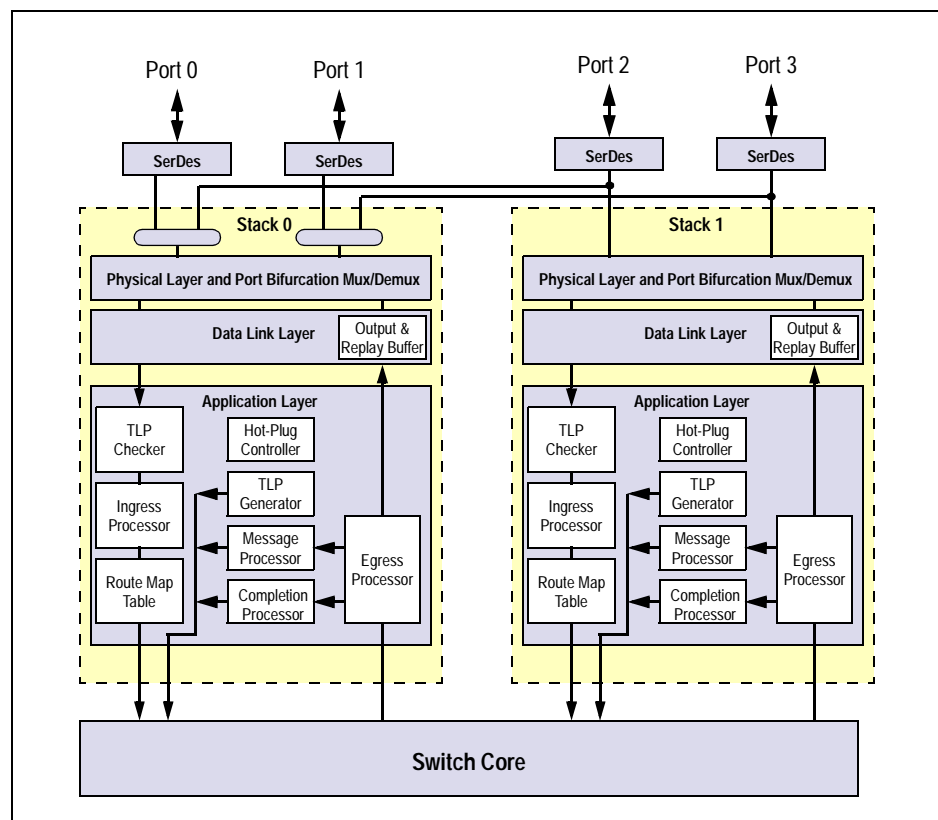 Port 0
Port 1
Port 2
Port 3
SerDes
SerDes
SerDes
SerDes
Stack 0
Physical Layer and Port Bifurcation Mux/Demux
Data Link Layer
Output &
Replay Buffer
Application Layer
TLP
Checker
Hot-Plug
Controller
Ingress
Processor
TLP
Generator
Message
Processor
Egress
Processor
Route Map
Table
Completion
Processor
Stack 1
Physical Layer and Port Bifurcation Mux/Demux
Data Link Layer
Output &
Replay Buffer
Application Layer
TLP
Checker
Hot-Plug
Controller
Ingress
Processor
TLP
Generator
Message
Processor
Egress
Processor
Route Map
Table
Completion
Processor
Switch Core